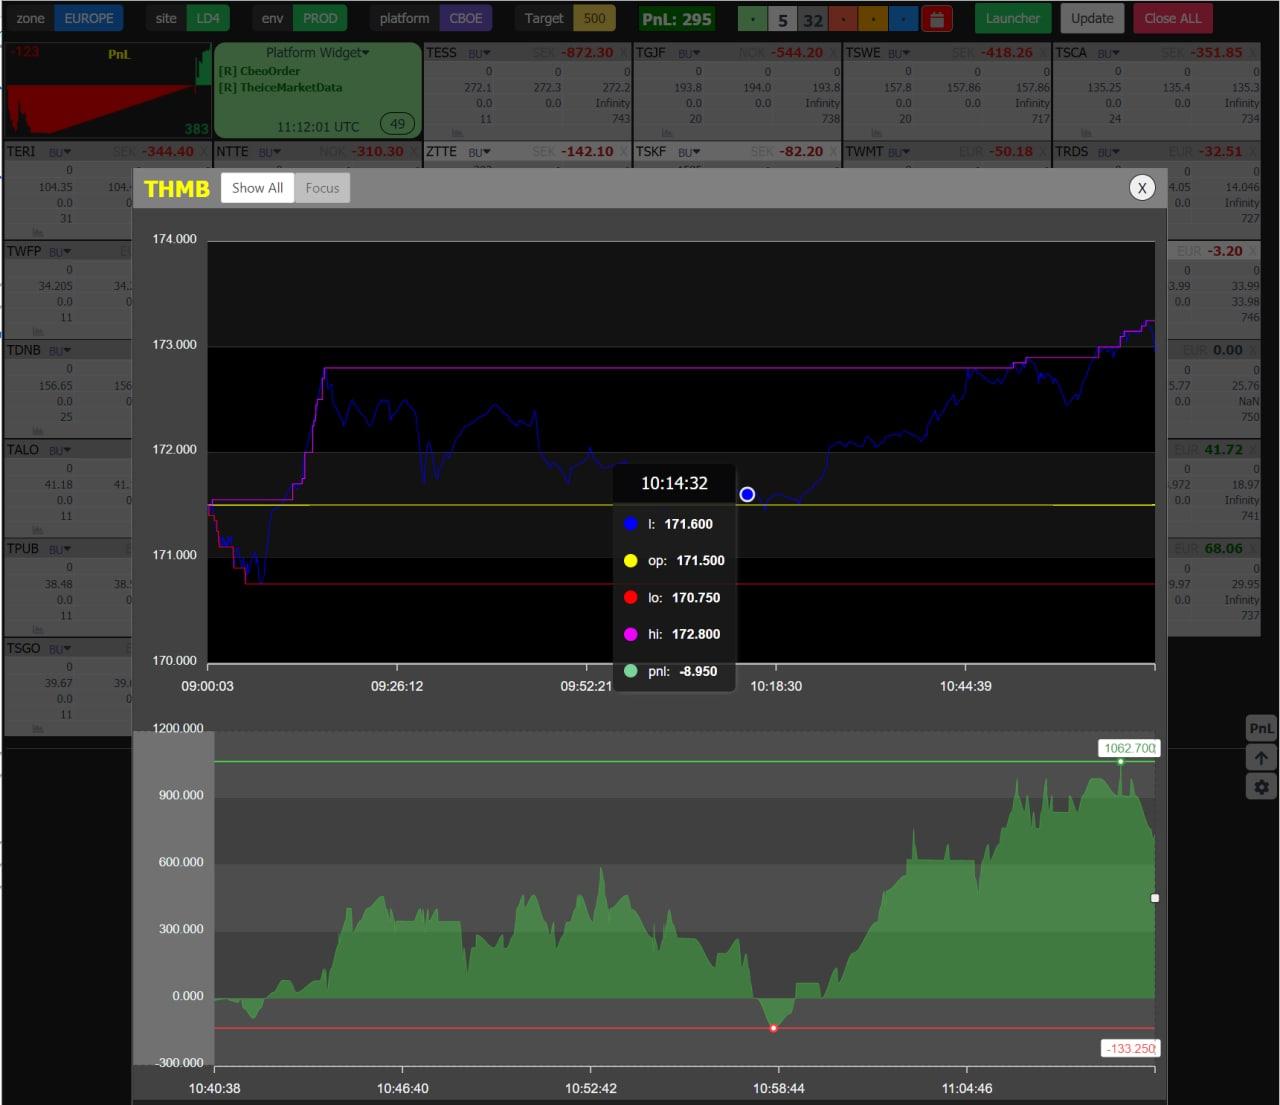 zone EUROPE site LD4 env PROD platform CBOE Target 500 PnL: 295 5 32 Launcher Update Close ALL
-123 PnL
383
Platform Widget
[R] CbeoOrder
[R] TheiceMarketData
11:12:01 UTC 49
TESS BU SEK -872.30 X
0 0
272.1 272.3 272.2
0.0 0.0 Infinity
11 743
TGJF BU NOK -544.20 X
0 0
193.8 194.0 193.8
0.0 0.0 Infinity
20 738
TSWE BU SEK -418.26 X
0 0
157.8 157.86 157.86
0.0 0.0 Infinity
20 717
TSCA BU SEK -351.85 X
0 0
135.25 135.4 135.3
0.0 0.0 Infinity
24 734
TERI BU SEK -344.40 X
NTTE BU NOK -310.30 X
ZTTE BU SEK -142.10 X
TSKF BU SEK -82.20 X
TWMT BU EUR -50.18 X
TRDS BU EUR -32.51 X
0
104.35 104.
0.0 0.0
31
0 0
4.05 14.046
0.0 Infinity
727
THMB Show All Focus X
TWFP BU
0
34.205 34.
0.0 0.0
11
EUR -3.20 X
0 0
3.99 33.99
0.0 33.98
746
TDNB BU
0
156.65 156
0.0 0.0
25
EUR 0.00 X
0 0
5.77 25.76
0.0 NaN
750
TALO BU
0
41.18 41.
0.0 0.0
11
EUR 41.72 X
0 0
.972 18.97
0.0 Infinity
741
TPUB BU
0
38.48 38.
0.0 0.0
11
EUR 68.06 X
0 0
9.97 29.95
0.0 Infinity
737
TSGO BU
0
39.67 39.
0.0 0.0
11
174.000
173.000
172.000
171.000
170.000
10:14:32
l: 171.600
op: 171.500
lo: 170.750
hi: 172.800
pnl: -8.950
09:00:03 09:26:12 09:52:21 10:18:30 10:44:39
1200.000
900.000
600.000
300.000
0.000
-300.000
1062.700
-133.250
10:40:38 10:46:40 10:52:42 10:58:44 11:04:46
PnL